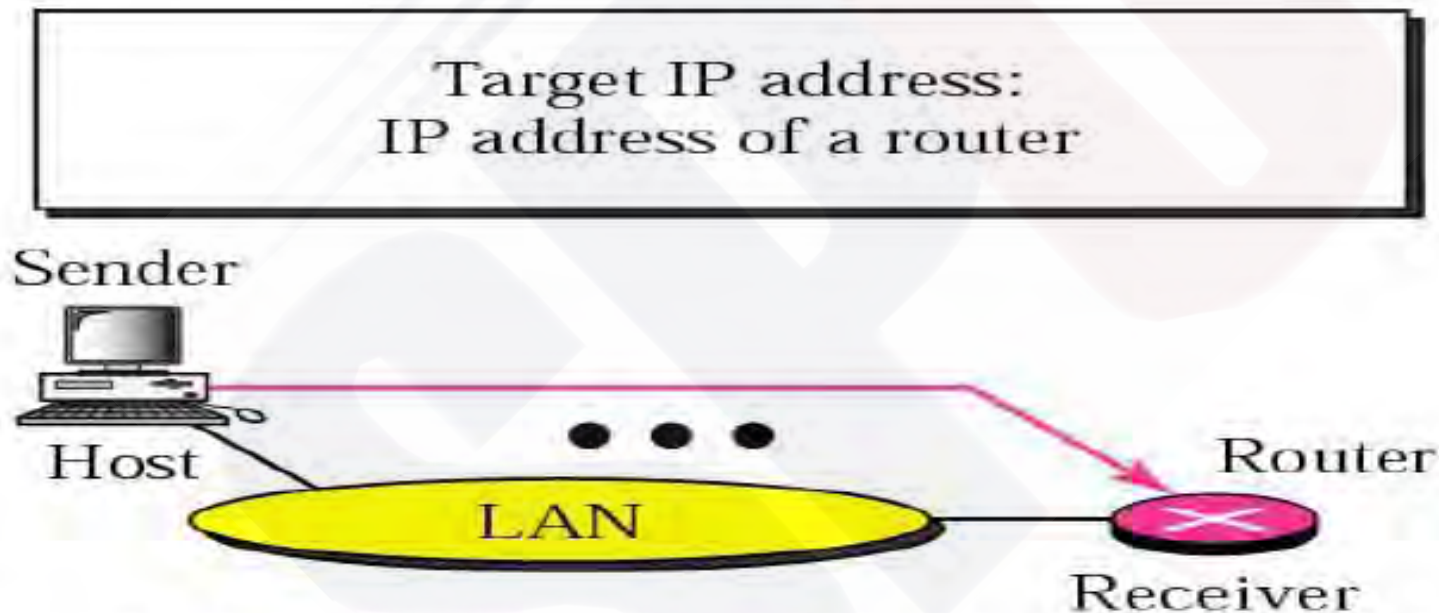 Target IP address:
IP address of a router
Sender
Host
LAN
Router
Receiver